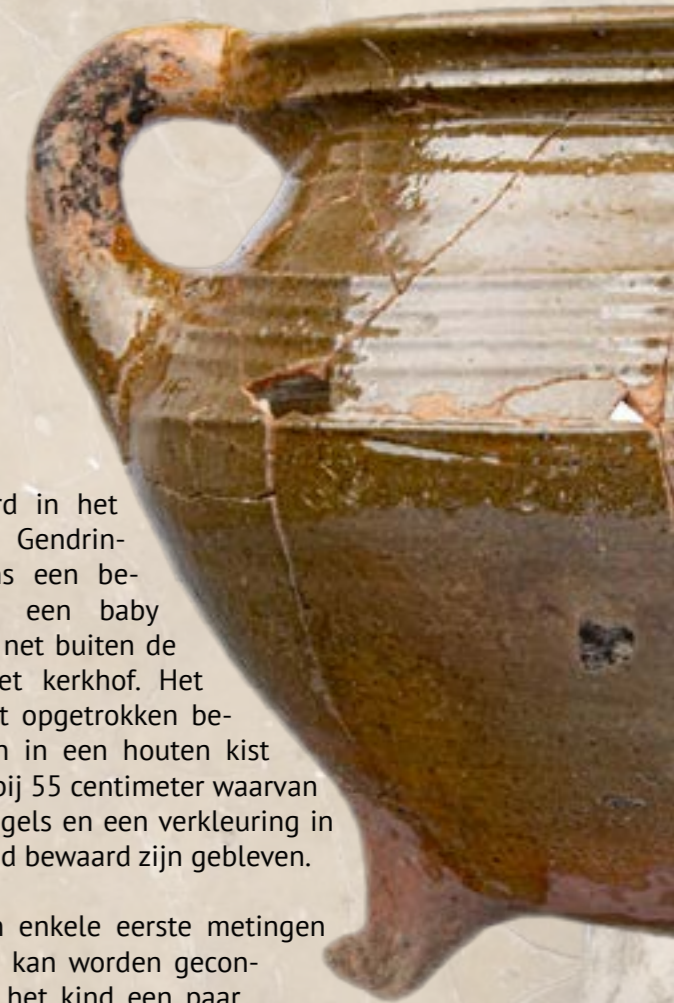 rd in het
Gendrin-
s een be-
een baby
net buiten de
et kerkhof. Het
t opgetrokken be-
n in een houten kist
bij 55 centimeter waarvan
gels en een verkleuring in
d bewaard zijn gebleven.
n enkele eerste metingen
kan worden gecon-
het kind een paar